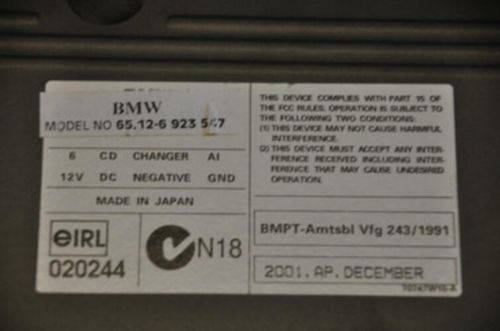 BMW
MODEL NO 65.12-6 923 547
6 CD CHANGER AI
12V DC NEGATIVE GND
MADE IN JAPAN
eIRL
020244
N18
THIS DEVICE COMPLIES WITH PART 15 OF
THE FCC RULES. OPERATION IS SUBJECT TO
THE FOLLOWING TWO CONDITIONS:
(1) THIS DEVICE MAY NOT CAUSE HARMFUL
INTERFERENCE.
(2) THIS DEVICE MUST ACCEPT ANY INTER-
FERENCE RECEIVED INCLUDING INTER-
FERENCE THAT MAY CAUSE UNDESIRED
OPERATION.
BMPT-Amtsbl Vfg 243/1991
2001.AP.DECEMBER